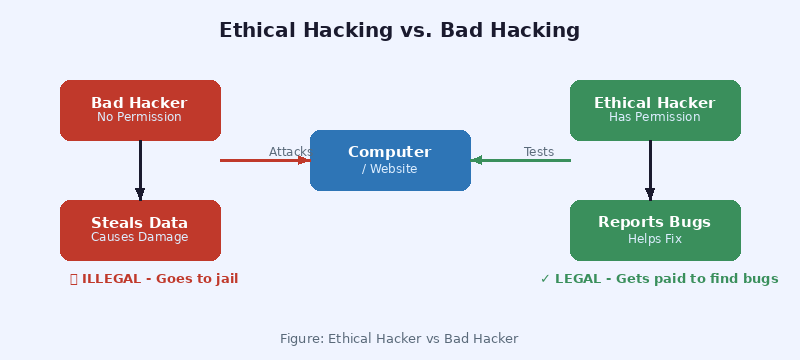 Ethical Hacking vs. Bad Hacking
Bad Hacker
No Permission
Ethical Hacker
Has Permission
Attacks
Computer
/ Website
Tests
Steals Data
Causes Damage
Reports Bugs
Helps Fix
ILLEGAL - Goes to jail
✓ LEGAL - Gets paid to find bugs
Figure: Ethical Hacker vs Bad Hacker